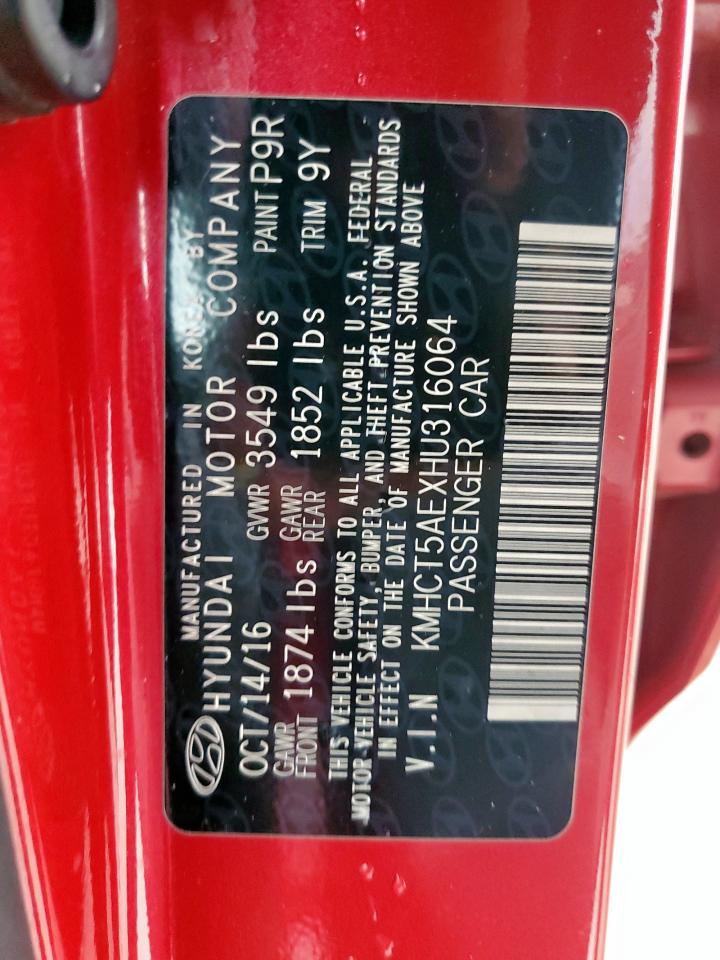 MANUFACTURED IN KOREA BY
HYUNDAI MOTOR COMPANY
OCT/14/16 GVWR 3549 lbs PAINT P9R
GAWR FRONT 1874 lbs GAWR REAR 1852 lbs TRIM 9Y
THIS VEHICLE CONFORMS TO ALL APPLICABLE U.S.A. FEDERAL
MOTOR VEHICLE SAFETY, BUMPER, AND THEFT PREVENTION STANDARDS
IN EFFECT ON THE DATE OF MANUFACTURE SHOWN ABOVE
V.I.N KMHCT5AEXHU316064
PASSENGER CAR